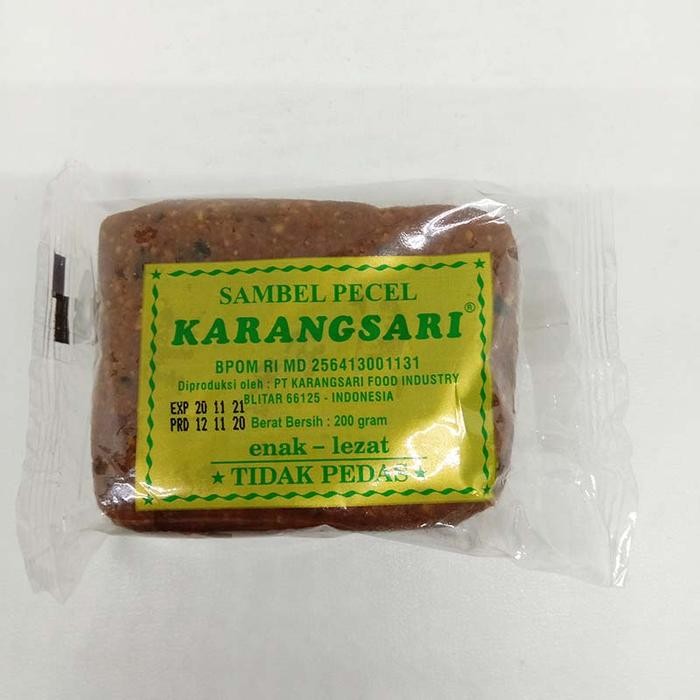 SAMBEL PECEL
KARANGSARI®
BPOM RI MD 256413001131
Diproduksi oleh : PT KARANGSARI FOOD INDUSTRY
BLITAR 66125 - INDONESIA
EXP 20 11 21
PRD 12 11 20 Berat Bersih : 200 gram
enak – lezat
★ TIDAK PEDAS ★